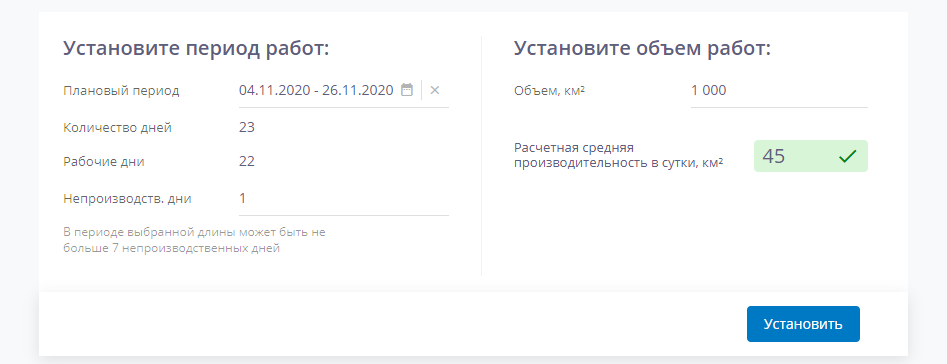 Установите период работ:
Плановый период 04.11.2020 - 26.11.2020
Количество дней 23
Рабочие дни 22
Непроизводств. дни 1
В периоде выбранной длины может быть не
больше 7 непроизводственных дней
Установите объем работ:
Объем, км² 1 000
Расчетная средняя
производительность в сутки, км² 45
Установить